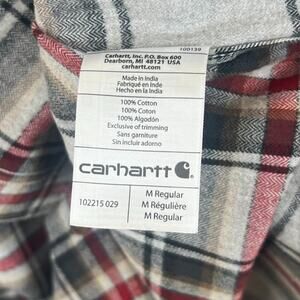 100139
Carhartt, Inc. P.O. Box 600
Dearborn, MI 48121 USA
carhartt.com
Made in India
Fabriqué en Inde
Hecho en la India
100% Cotton
100% Coton
100% Algodón
Exclusive of trimming
Sans garniture
Sin incluir adorno
carhartt
102215 029
M Regular
M Régulière
M Regular